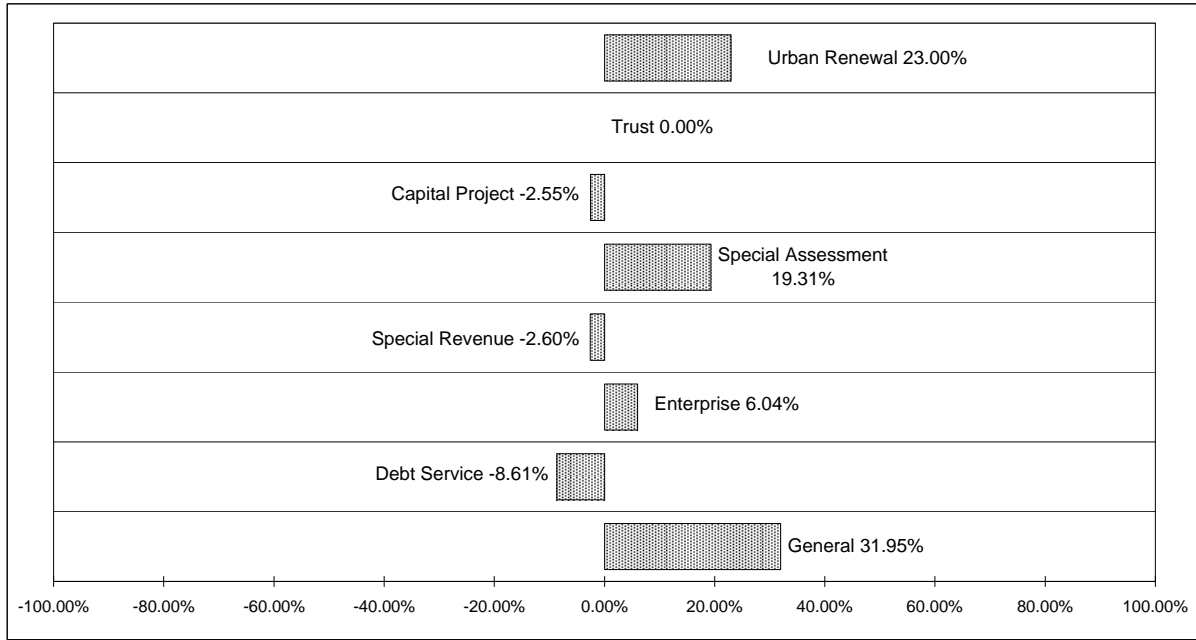 Urban Renewal 23.00%
Trust 0.00%
Capital Project -2.55%
Special Assessment
19.31%
Special Revenue -2.60%
Enterprise 6.04%
Debt Service -8.61%
General 31.95%
-100.00% -80.00% -60.00% -40.00% -20.00% 0.00% 20.00% 40.00% 60.00% 80.00% 100.00%